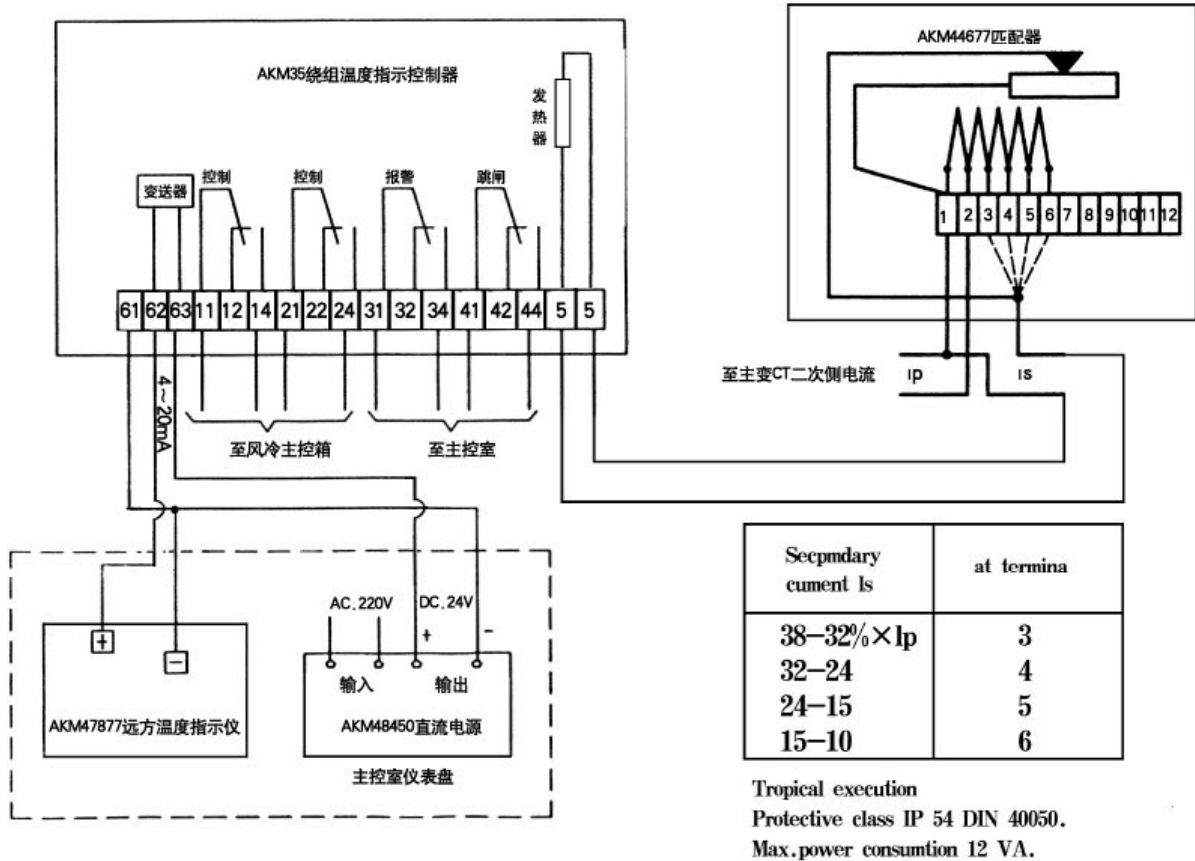 AKM35绕组温度指示控制器
发热器
变送器
控制
控制
报警
跳闸
61 62 63 11 12 14 21 22 24 31 32 34 41 42 44 5 5
4～20mA
至风冷主控箱
至主控室
AKM44677匹配器
1 2 3 4 5 6 7 8 9 10 11 12
至主变CT二次侧电流
Ip
Is
AC.220V
DC.24V
+
-
+
-
输入
输出
AKM47877远方温度指示仪
AKM48450直流电源
主控室仪表盘
Secpmdary
cument Is
at termina
38-32%×Ip 3
32-24 4
24-15 5
15-10 6
Tropical execution
Protective class IP 54 DIN 40050.
Max.power consumtion 12 VA.